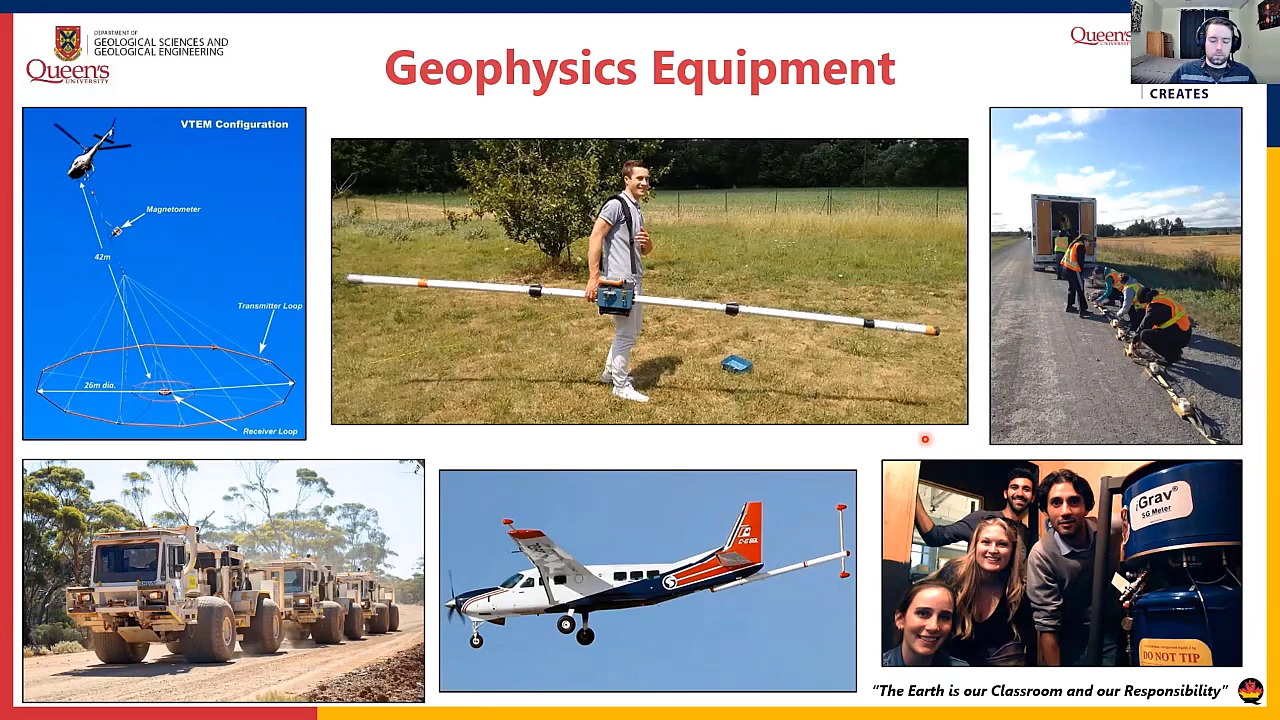 DEPARTMENT OF
GEOLOGICAL SCIENCES AND
GEOLOGICAL ENGINEERING
Queen's
UNIVERSITY
Geophysics Equipment
Queen's
UNIVERSITY
CREATES
VTEM Configuration
Magnetometer
42m
Transmitter Loop
26m dia.
Receiver Loop
iGrav®
SG Meter
DO NOT TIP
"The Earth is our Classroom and our Responsibility"